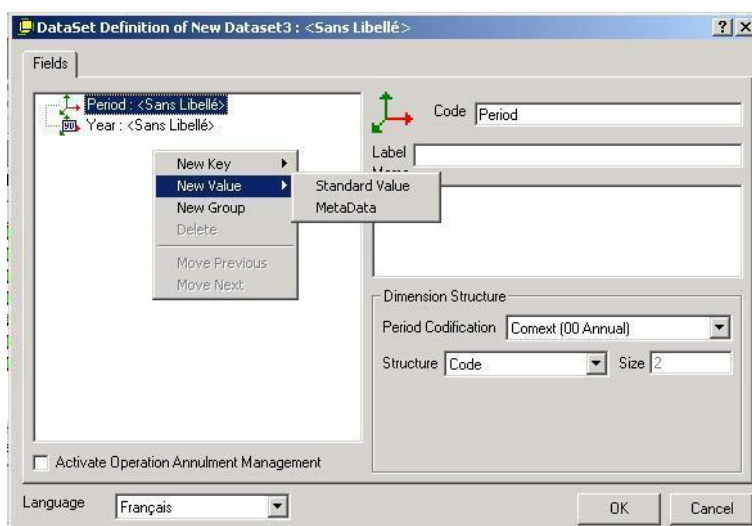 DataSet Definition of New Dataset3 : <Sans Libellé>
Fields
Period : <Sans Libellé>
Year : <Sans Libellé>
New Key
New Value
New Group
Delete
Move Previous
Move Next
Standard Value
MetaData
Code Period
Label
Dimension Structure
Period Codification Comext (00 Annual)
Structure Code Size 2
Activate Operation Annulment Management
Language Français
OK Cancel